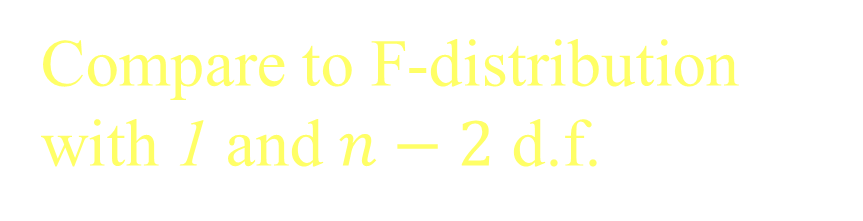 Compare to F-distribution
with 1 and n − 2 d.f.